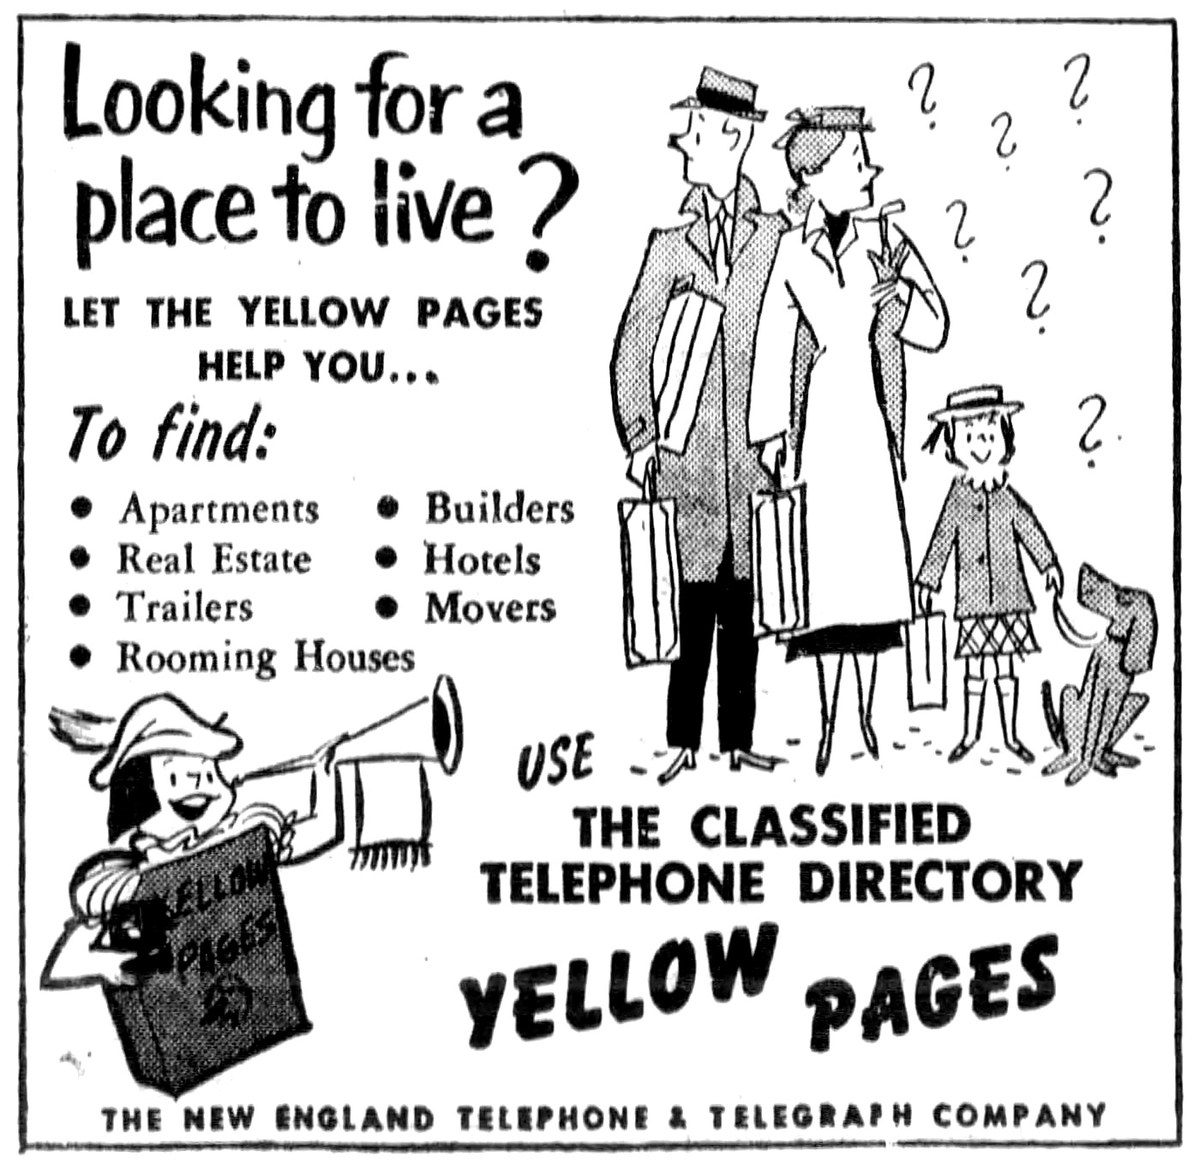 Looking for a
place to live?
LET THE YELLOW PAGES
HELP YOU...
To find:
• Apartments
• Real Estate
• Trailers
• Rooming Houses
• Builders
• Hotels
• Movers
? ? ? ? ? ? ?
YELLOW
PAGES
USE
THE CLASSIFIED
TELEPHONE DIRECTORY
YELLOW PAGES
THE NEW ENGLAND TELEPHONE & TELEGRAPH COMPANY